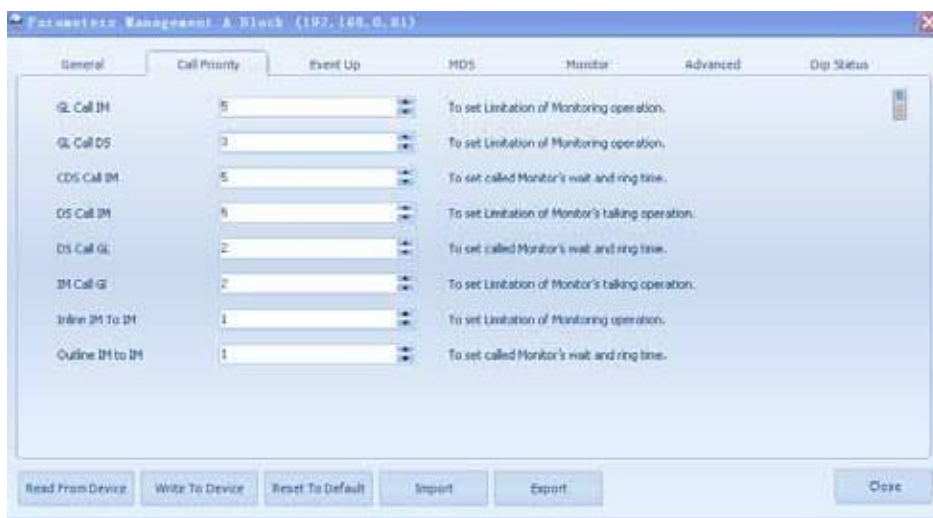 Parameters Management A Block (192.168.0.81)
General Call Priority Event Up MDS Monitor Advanced Dip Status
GL Call IM 5 To set Limitation of Monitoring operation.
GL Call DS 3 To set Limitation of Monitoring operation.
CDS Call IM 5 To set called Monitor's wait and ring time.
DS Call IM To set Limitation of Monitor's talking operation.
DS Call GL 2 To set called Monitor's wait and ring time.
IM Call Gl 2 To set Limitation of Monitor's talking operation.
Inline IM To IM 1 To set Limitation of Monitoring operation.
Outline IM to IM 1 To set called Monitor's wait and ring time.
Read From Device Write To Device Reset To Default Import Export Close